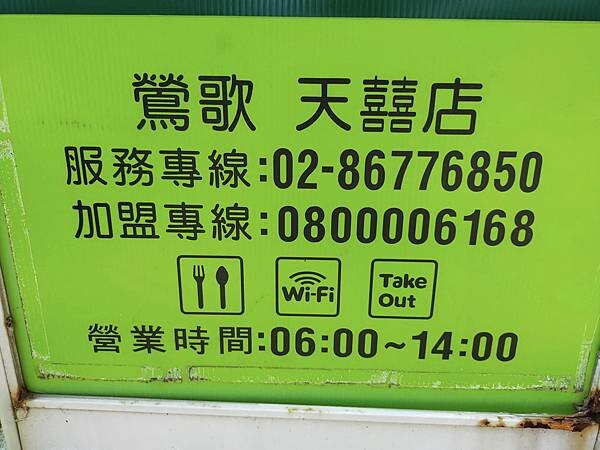 鶯歌 天囍店
服務專線:02-86776850
加盟專線:0800006168
Wi-Fi
Take
Out
營業時間:06:00~14:00